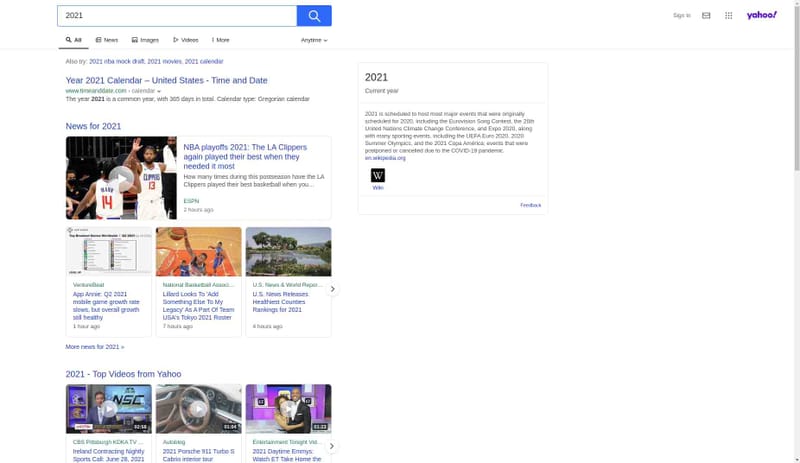 2021
Sign in
yahoo!
All
News
Images
Videos
More
Anytime
Also try: 2021 nba mock draft, 2021 movies, 2021 calendar
Year 2021 Calendar – United States - Time and Date
www.timeanddate.com › calendar
The year 2021 is a common year, with 365 days in total. Calendar type: Gregorian calendar
News for 2021
NBA playoffs 2021: The LA Clippers
again played their best when they
needed it most
How many times during this postseason have the LA
Clippers played their best basketball when you...
ESPN
2 hours ago
VentureBeat
App Annie: Q2 2021
mobile game growth rate
slows, but overall growth
still healthy
1 hour ago
National Basketball Associ...
Lillard Looks To 'Add
Something Else To My
Legacy' As A Part Of Team
USA's Tokyo 2021 Roster
7 hours ago
U.S. News & World Repor...
U.S. News Releases
Healthiest Counties
Rankings for 2021
4 hours ago
More news for 2021 »
2021 - Top Videos from Yahoo
NSC
02:58
CBS Pittsburgh KDKA TV ...
Ireland Contracting Nightly
Sports Call: June 28, 2021
01:04
Autoblog
2021 Porsche 911 Turbo S
Cabrio interior tour
ET
01:23
Entertainment Tonight Vid...
2021 Daytime Emmys:
Watch ET Take Home the
2021
Current year
2021 is scheduled to host most major events that were originally
scheduled for 2020, including the Eurovision Song Contest, the 26th
United Nations Climate Change Conference, and Expo 2020, along
with many sporting events, including the UEFA Euro 2020, 2020
Summer Olympics, and the 2021 Copa América; events that were
postponed or canceled due to the COVID-19 pandemic.
en.wikipedia.org
W
Wiki
Feedback